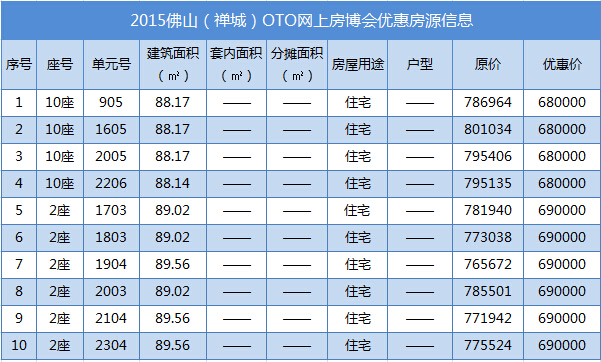 2015佛山（禅城）OTO网上房博会优惠房源信息
序号 座号 单元号 建筑面积（㎡） 套内面积（㎡） 分摊面积（㎡） 房屋用途 户型 原价 优惠价
1 10座 905 88.17 —— —— 住宅 —— 786964 680000
2 10座 1605 88.17 —— —— 住宅 —— 801034 680000
3 10座 2005 88.17 —— —— 住宅 —— 795406 680000
4 10座 2206 88.14 —— —— 住宅 —— 795135 680000
5 2座 1703 89.02 —— —— 住宅 —— 781940 690000
6 2座 1803 89.02 —— —— 住宅 —— 773038 690000
7 2座 1904 89.56 —— —— 住宅 —— 765672 690000
8 2座 2003 89.02 —— —— 住宅 —— 785501 690000
9 2座 2104 89.56 —— —— 住宅 —— 771942 690000
10 2座 2304 89.56 —— —— 住宅 —— 775524 690000